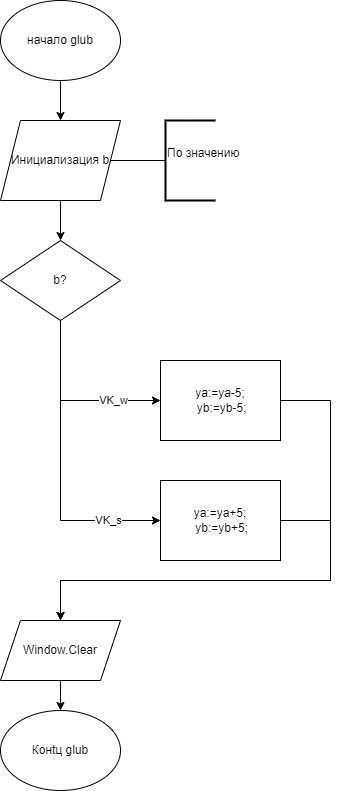 начало glub
Инициализация b
По значению
b?
VK_w
ya:=ya-5;
yb:=yb-5;
VK_s
ya:=ya+5;
yb:=yb+5;
Window.Clear
Конtц glub